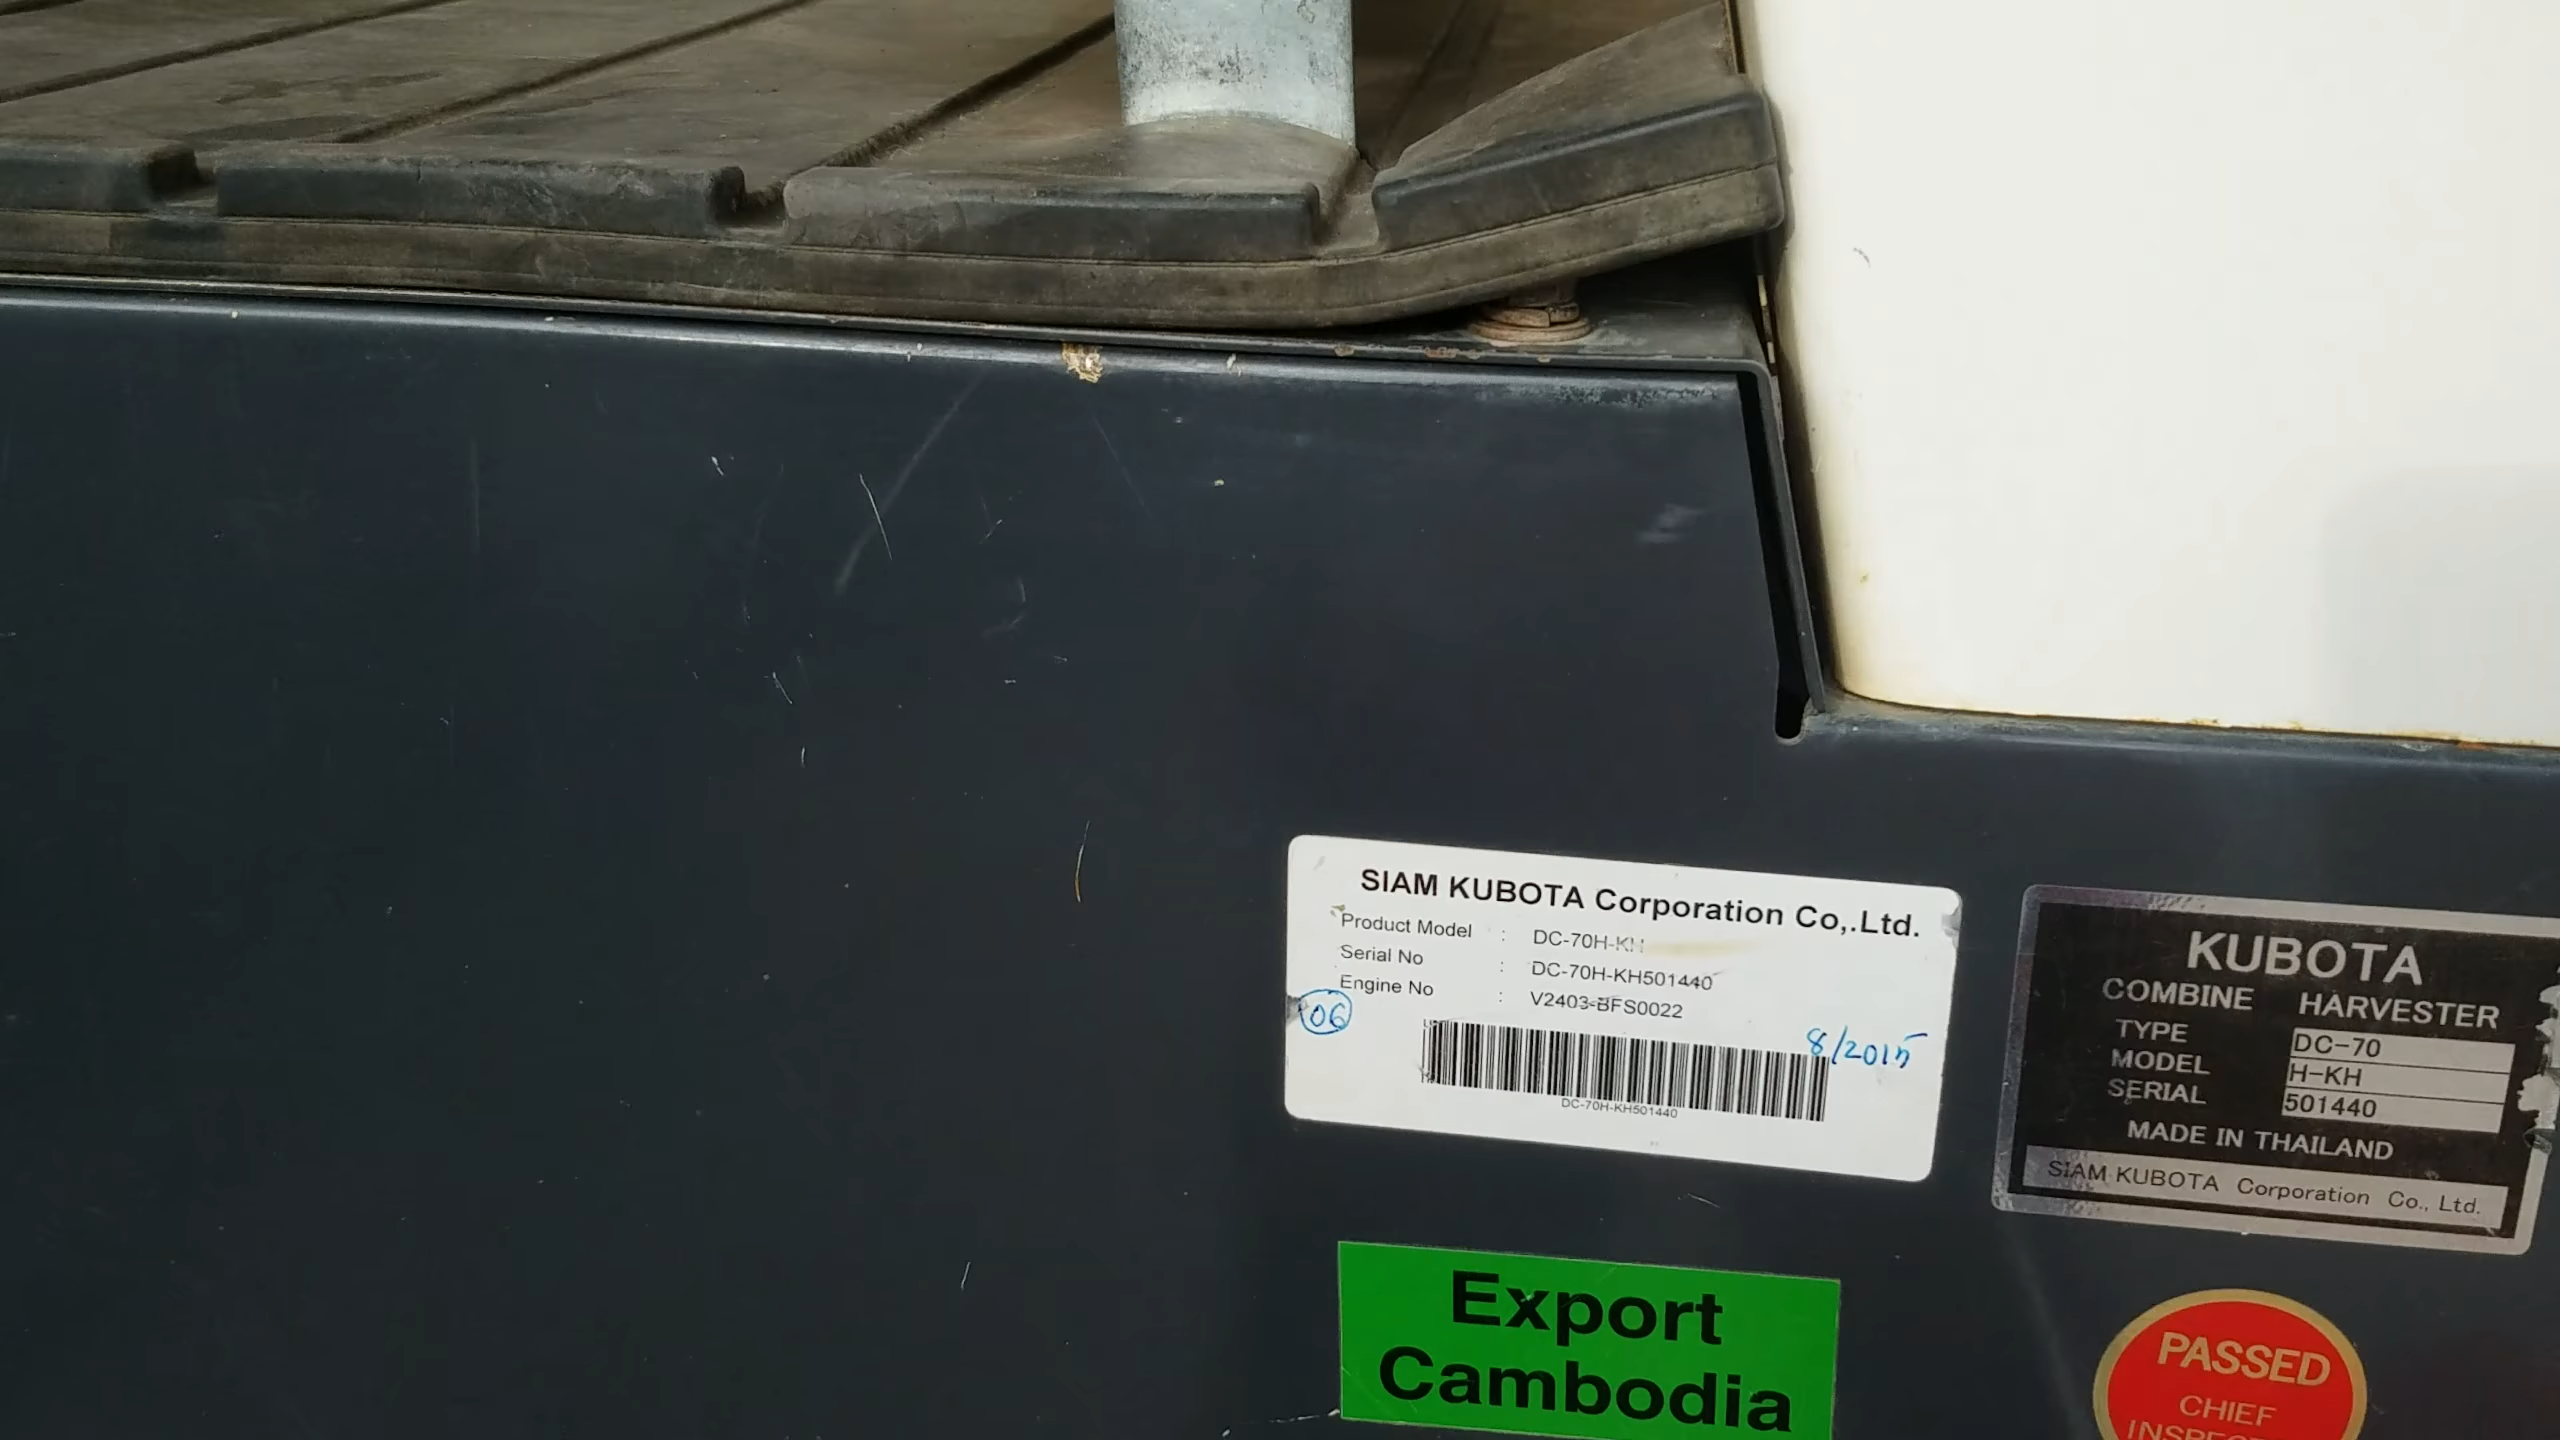 SIAM KUBOTA Corporation Co,.Ltd.
Product Model : DC-70H-KH
Serial No : DC-70H-KH501440
Engine No : V2403-BFS0022
06
8/2015
DC-70H-KH501440
KUBOTA
COMBINE HARVESTER
TYPE DC-70
MODEL H-KH
SERIAL 501440
MADE IN THAILAND
SIAM KUBOTA Corporation Co., Ltd.
Export
Cambodia
PASSED
CHIEF